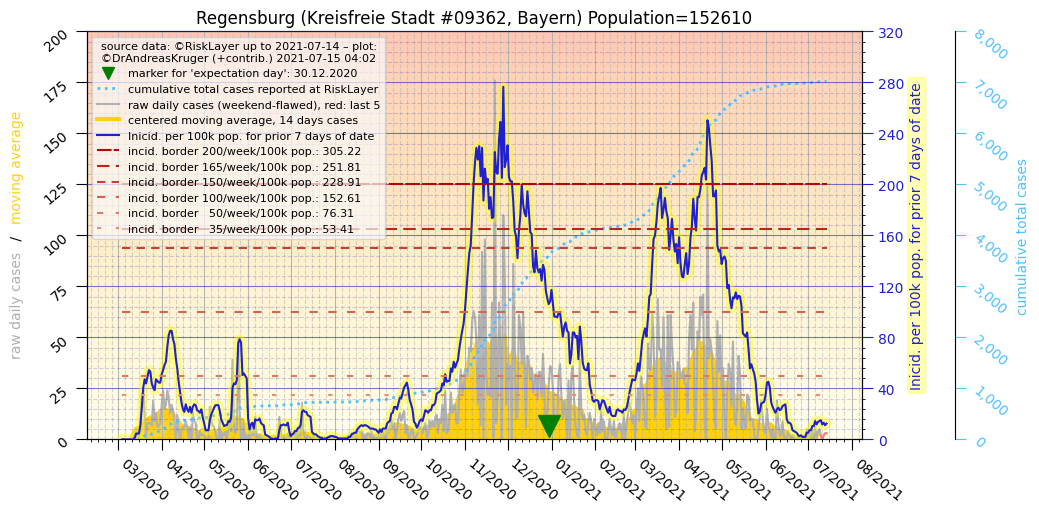 Regensburg (Kreisfreie Stadt #09362, Bayern) Population=152610
source data: ©RiskLayer up to 2021-07-14 – plot:
©DrAndreasKruger (+contrib.) 2021-07-15 04:02
marker for 'expectation day': 30.12.2020
cumulative total cases reported at RiskLayer
raw daily cases (weekend-flawed), red: last 5
centered moving average, 14 days cases
Inicid. per 100k pop. for prior 7 days of date
incid. border 200/week/100k pop.: 305.22
incid. border 165/week/100k pop.: 251.81
incid. border 150/week/100k pop.: 228.91
incid. border 100/week/100k pop.: 152.61
incid. border   50/week/100k pop.: 76.31
incid. border   35/week/100k pop.: 53.41
raw daily cases / moving average
200
175
150
125
100
75
50
25
0
320
280
240
200
160
120
80
40
0
Inicid. per 100k pop. for prior 7 days of date
8,000
7,000
6,000
5,000
4,000
3,000
2,000
1,000
0
cumulative total cases
03/2020
04/2020
05/2020
06/2020
07/2020
08/2020
09/2020
10/2020
11/2020
12/2020
01/2021
02/2021
03/2021
04/2021
05/2021
06/2021
07/2021
08/2021